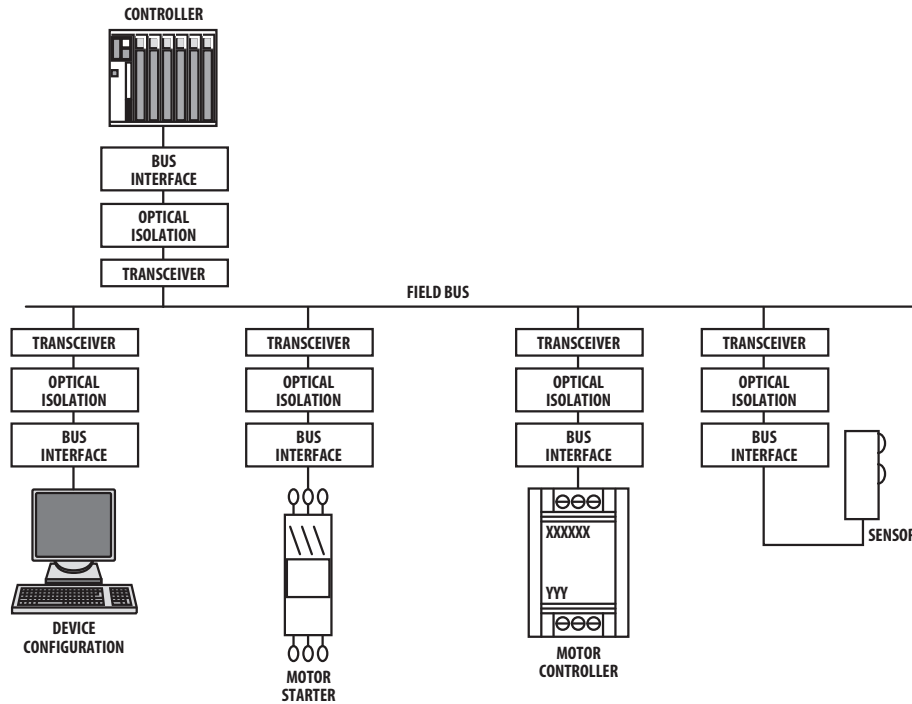 CONTROLLER
BUS
INTERFACE
OPTICAL
ISOLATION
TRANSCEIVER
FIELD BUS
TRANSCEIVER
OPTICAL
ISOLATION
BUS
INTERFACE
DEVICE
CONFIGURATION
TRANSCEIVER
OPTICAL
ISOLATION
BUS
INTERFACE
MOTOR
STARTER
TRANSCEIVER
OPTICAL
ISOLATION
BUS
INTERFACE
XXXXXX
YYY
MOTOR
CONTROLLER
TRANSCEIVER
OPTICAL
ISOLATION
BUS
INTERFACE
SENSOR